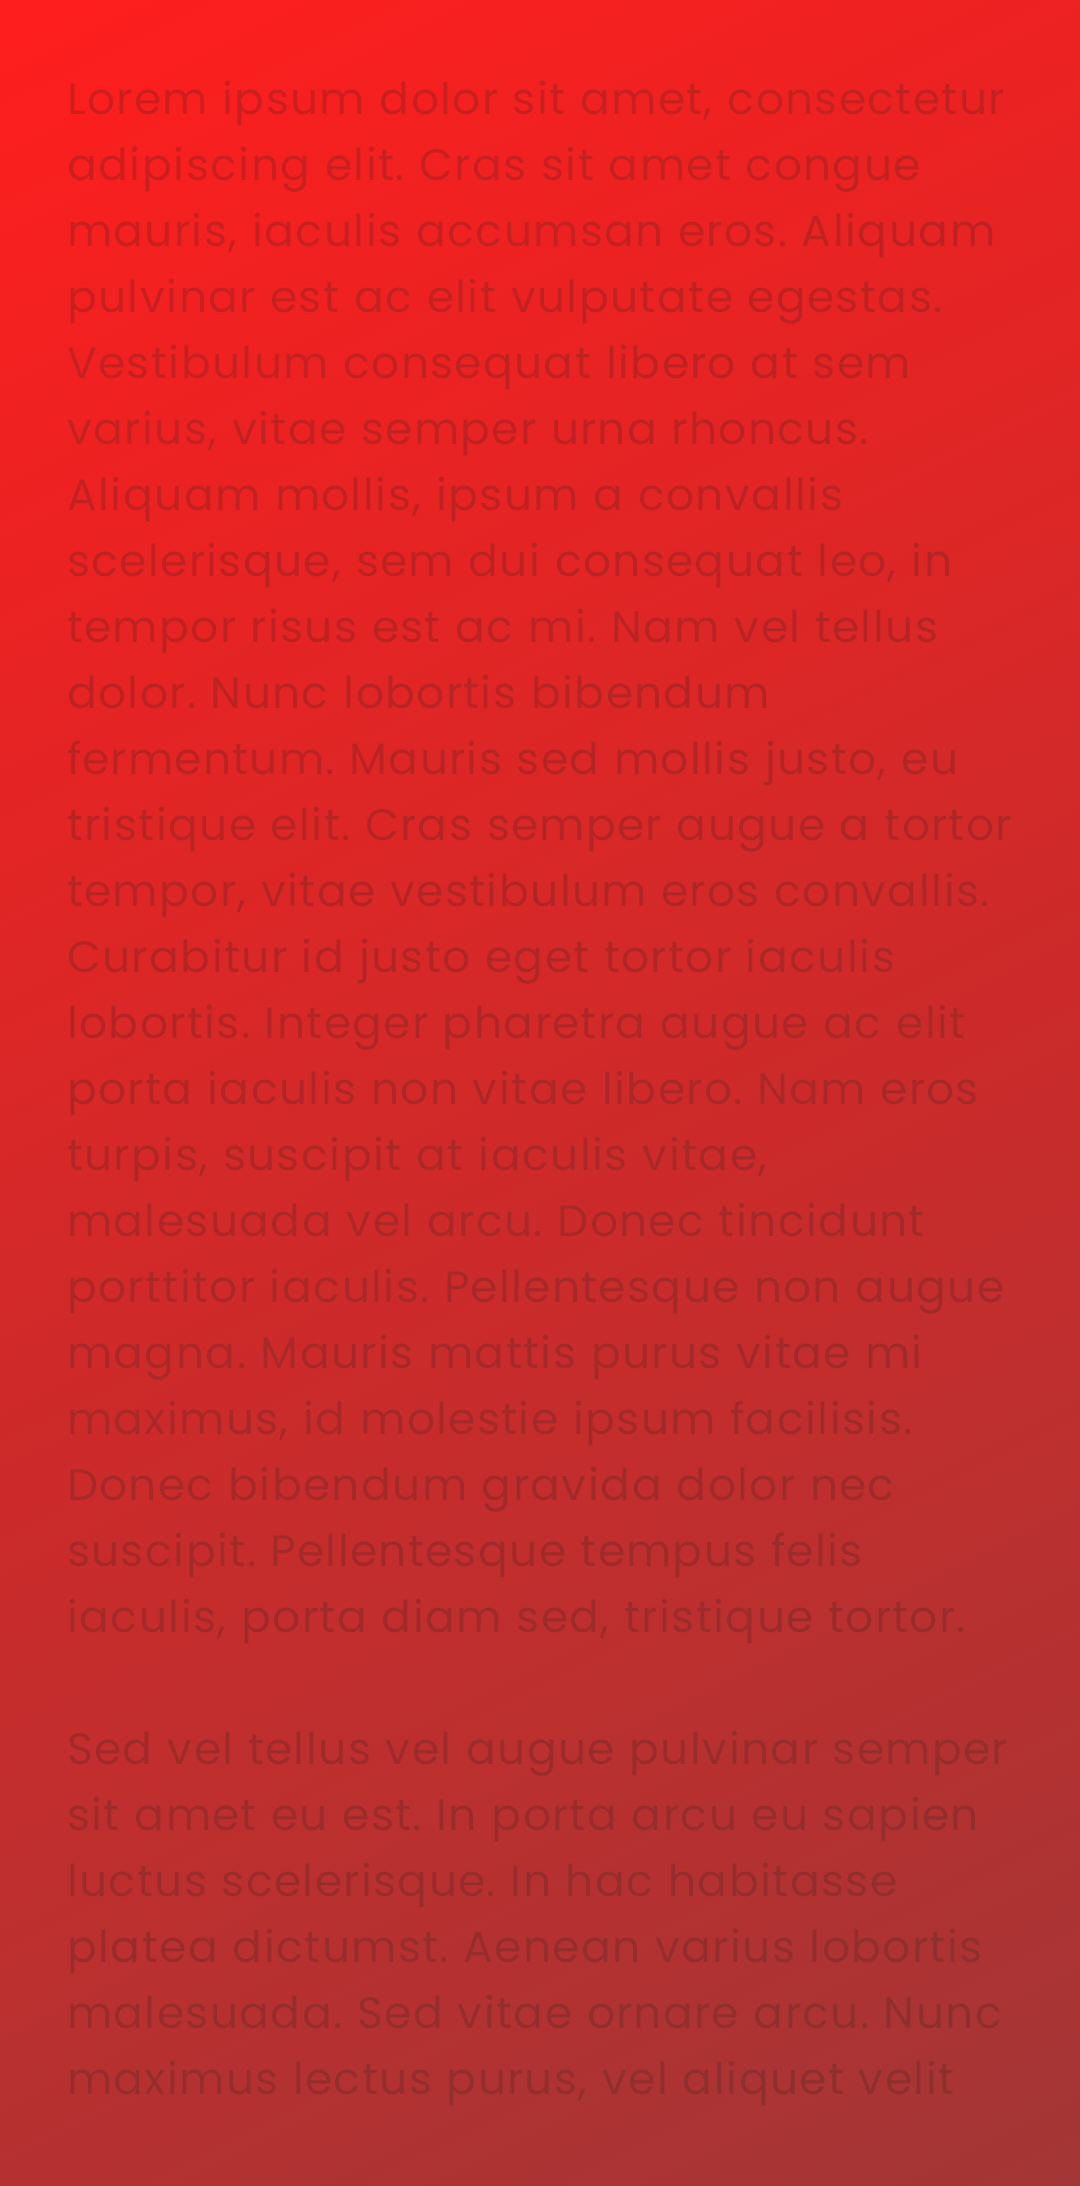 Lorem ipsum dolor sit amet, consectetur
adipiscing elit. Cras sit amet congue
mauris, iaculis accumsan eros. Aliquam
pulvinar est ac elit vulputate egestas.
Vestibulum consequat libero at sem
varius, vitae semper urna rhoncus.
Aliquam mollis, ipsum a convallis
scelerisque, sem dui consequat leo, in
tempor risus est ac mi. Nam vel tellus
dolor. Nunc lobortis bibendum
fermentum. Mauris sed mollis justo, eu
tristique elit. Cras semper augue a tortor
tempor, vitae vestibulum eros convallis.
Curabitur id justo eget tortor iaculis
lobortis. Integer pharetra augue ac elit
porta iaculis non vitae libero. Nam eros
turpis, suscipit at iaculis vitae,
malesuada vel arcu. Donec tincidunt
porttitor iaculis. Pellentesque non augue
magna. Mauris mattis purus vitae mi
maximus, id molestie ipsum facilisis.
Donec bibendum gravida dolor nec
suscipit. Pellentesque tempus felis
iaculis, porta diam sed, tristique tortor.
Sed vel tellus vel augue pulvinar semper
sit amet eu est. In porta arcu eu sapien
luctus scelerisque. In hac habitasse
platea dictumst. Aenean varius lobortis
malesuada. Sed vitae ornare arcu. Nunc
maximus lectus purus, vel aliquet velit